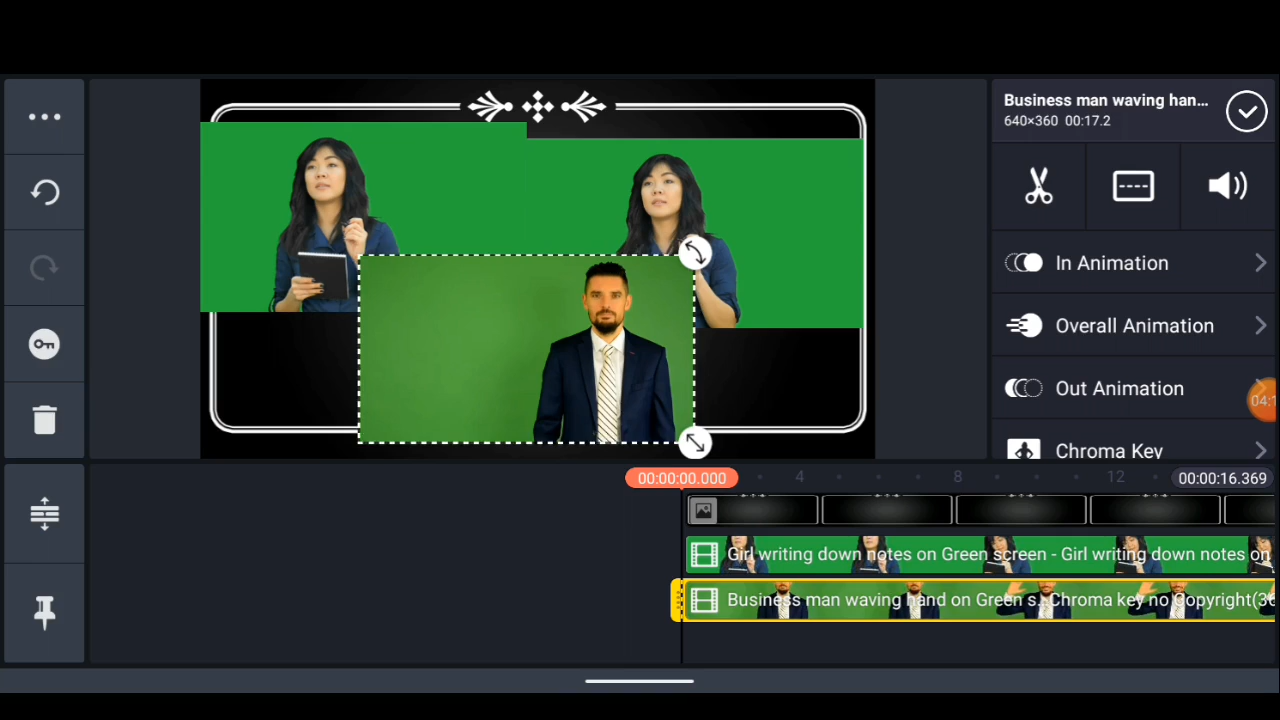 Business man waving han...
640×360 00:17.2
In Animation
Overall Animation
Out Animation
04:
Chroma Key
00:00:00.000
4
8
12
00:00:16.369
Girl writing down notes on Green screen - Girl writing down notes on
Business man waving hand on Green s.. Chroma key no Copyright(36